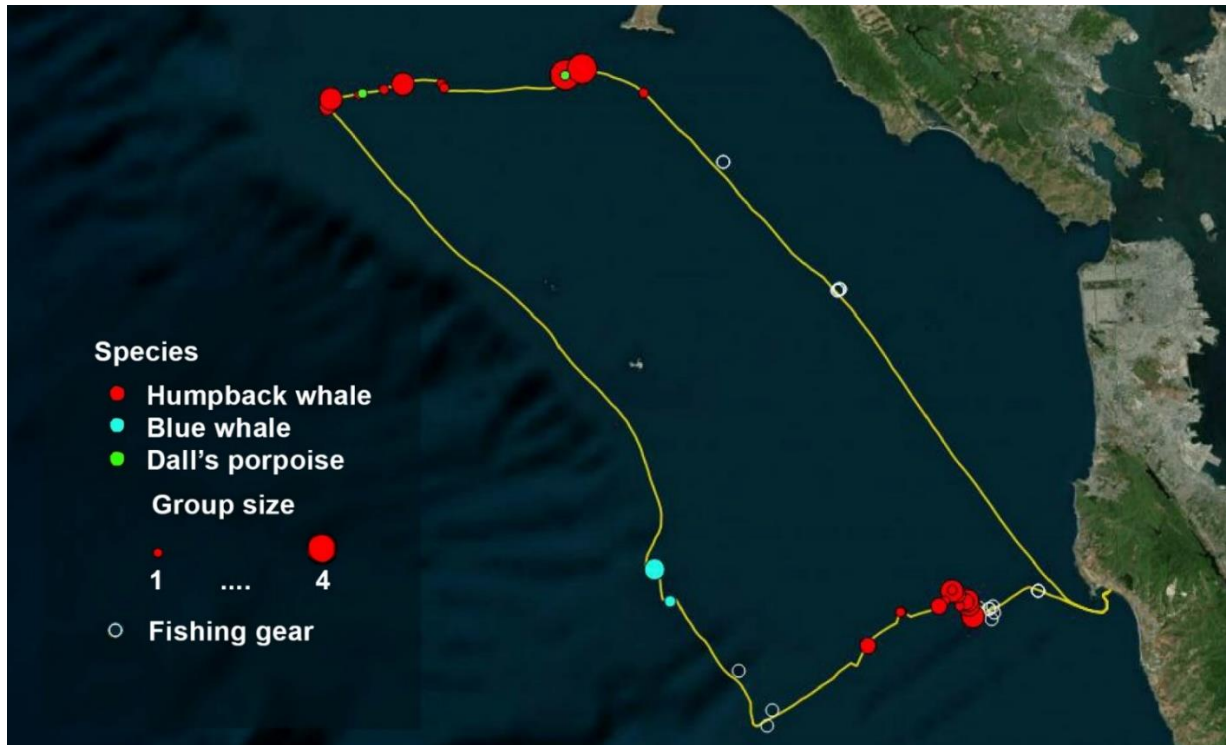 Species
Humpback whale
Blue whale
Dall's porpoise
Group size
1 .... 4
Fishing gear